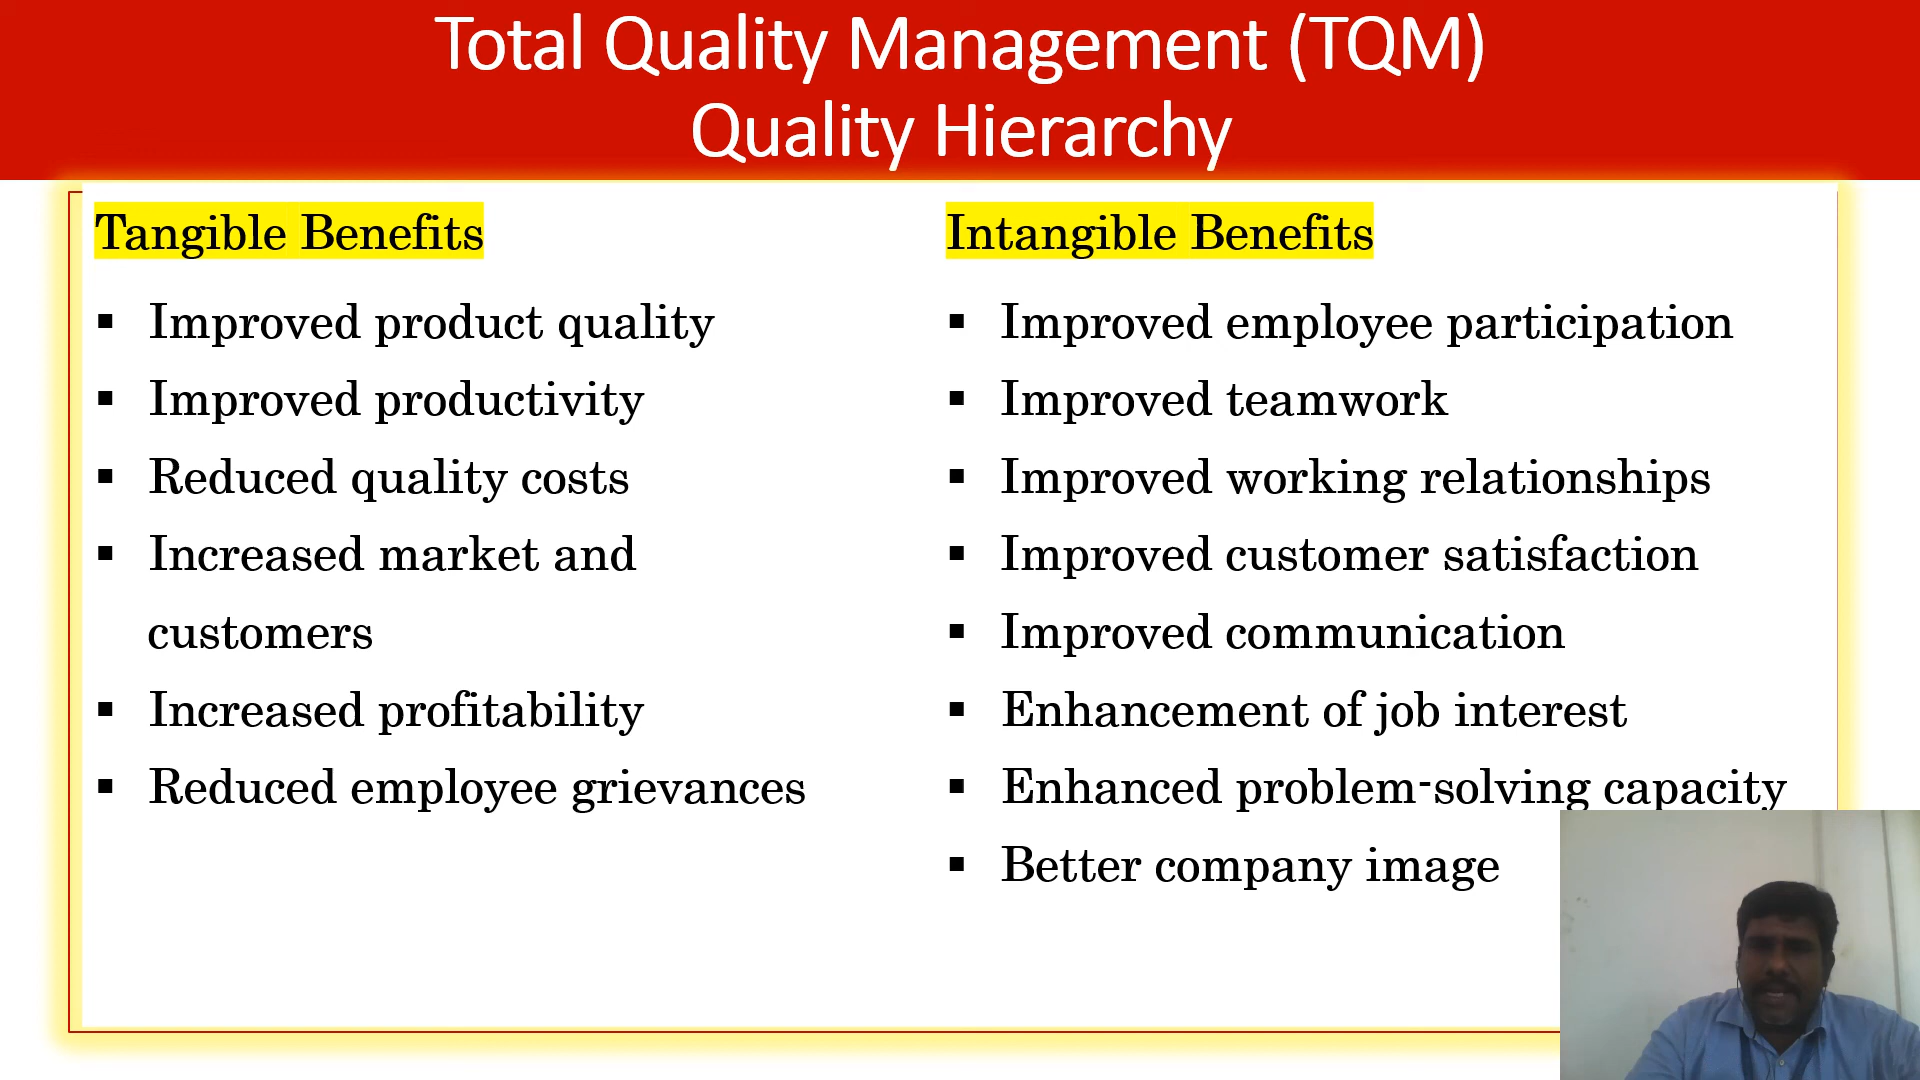 Total Quality Management (TQM)
Quality Hierarchy
Tangible Benefits
▪ Improved product quality
▪ Improved productivity
▪ Reduced quality costs
▪ Increased market and
customers
▪ Increased profitability
▪ Reduced employee grievances
Intangible Benefits
▪ Improved employee participation
▪ Improved teamwork
▪ Improved working relationships
▪ Improved customer satisfaction
▪ Improved communication
▪ Enhancement of job interest
▪ Enhanced problem-solving capacity
▪ Better company image